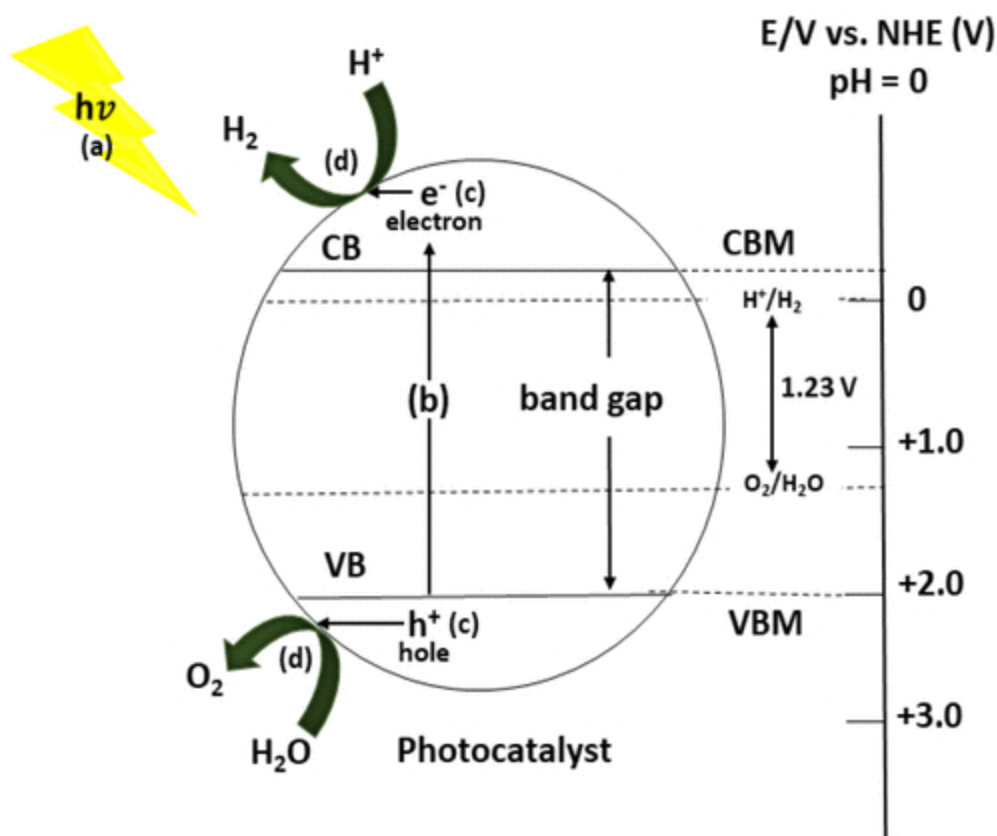 E/V vs. NHE (V)
pH = 0
hν
(a)
H⁺
H₂
(d)
e⁻ (c)
electron
CB
CBM
H⁺/H₂
0
(b)
band gap
1.23 V
+1.0
O₂/H₂O
VB
+2.0
VBM
h⁺ (c)
hole
(d)
O₂
+3.0
H₂O
Photocatalyst